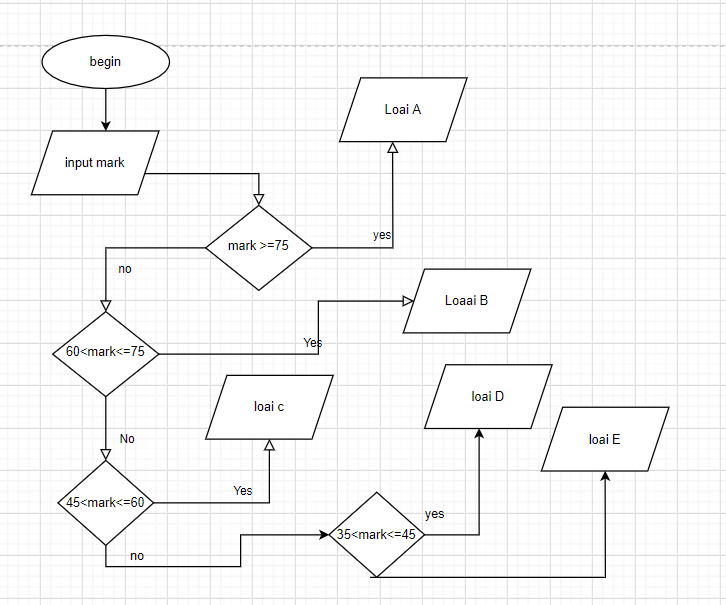 begin
Loai A
input mark
yes
mark >=75
no
Loaai B
Yes
60<mark<=75
loai D
loai c
loai E
No
Yes
45<mark<=60
yes
35<mark<=45
no